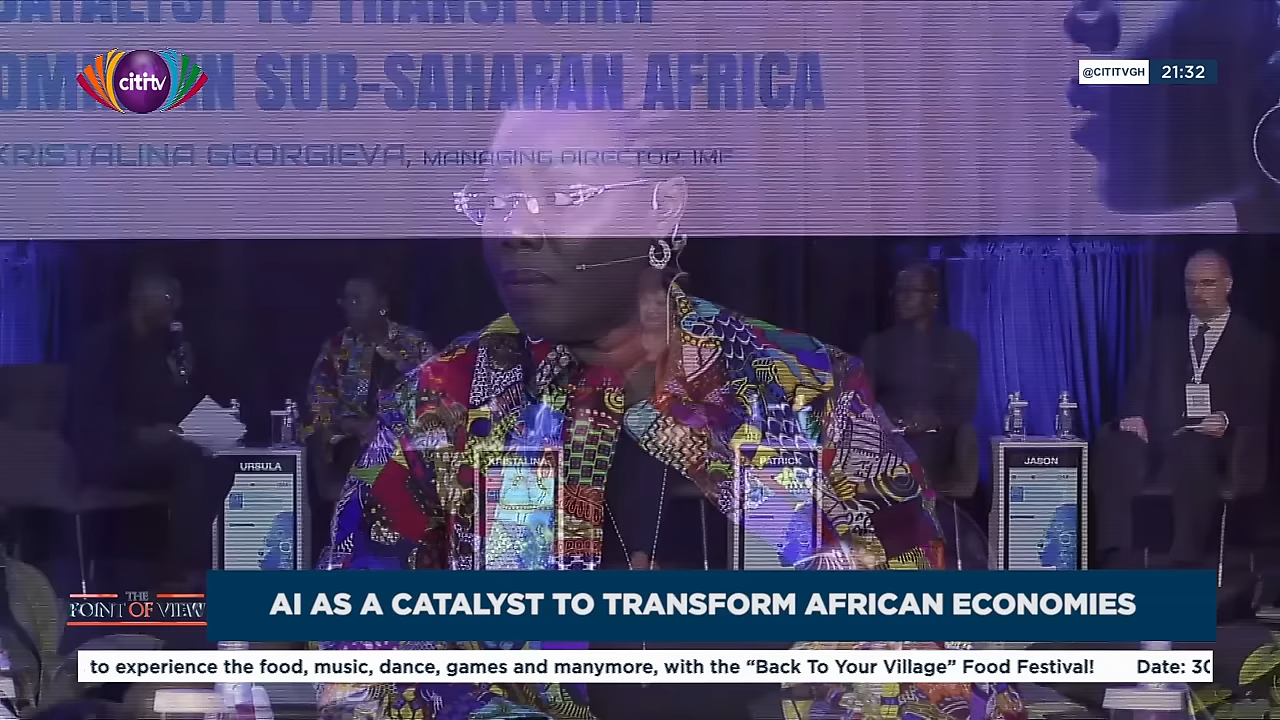 CATALYST TO TRANSFORM
IN SUB-SAHARAN AFRICA
KRISTALINA GEORGIEVA, MANAGING DIRECTOR IMF
citi tv
@CITITVGH 21:32
URSULA
KRISTALINA
PATRICK
JASON
THE
POINT OF VIEW
AI AS A CATALYST TO TRANSFORM AFRICAN ECONOMIES
to experience the food, music, dance, games and manymore, with the “Back To Your Village” Food Festival! Date: 30